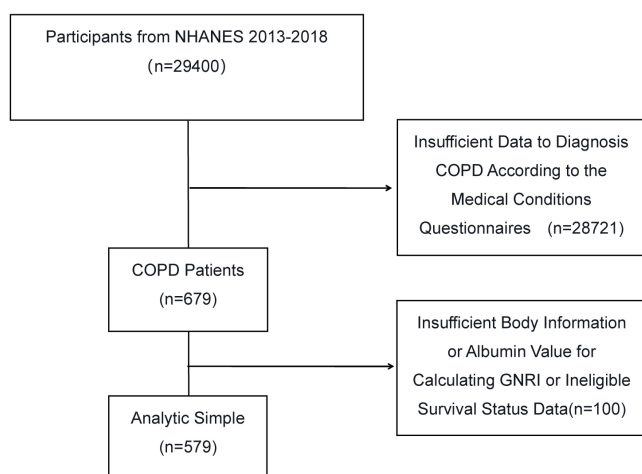 Participants from NHANES 2013-2018
(n=29400)
Insufficient Data to Diagnosis
COPD According to the
Medical Conditions
Questionnaires (n=28721)
COPD Patients
(n=679)
Insufficient Body Information
or Albumin Value for
Calculating GNRI or Ineligible
Survival Status Data(n=100)
Analytic Simple
(n=579)